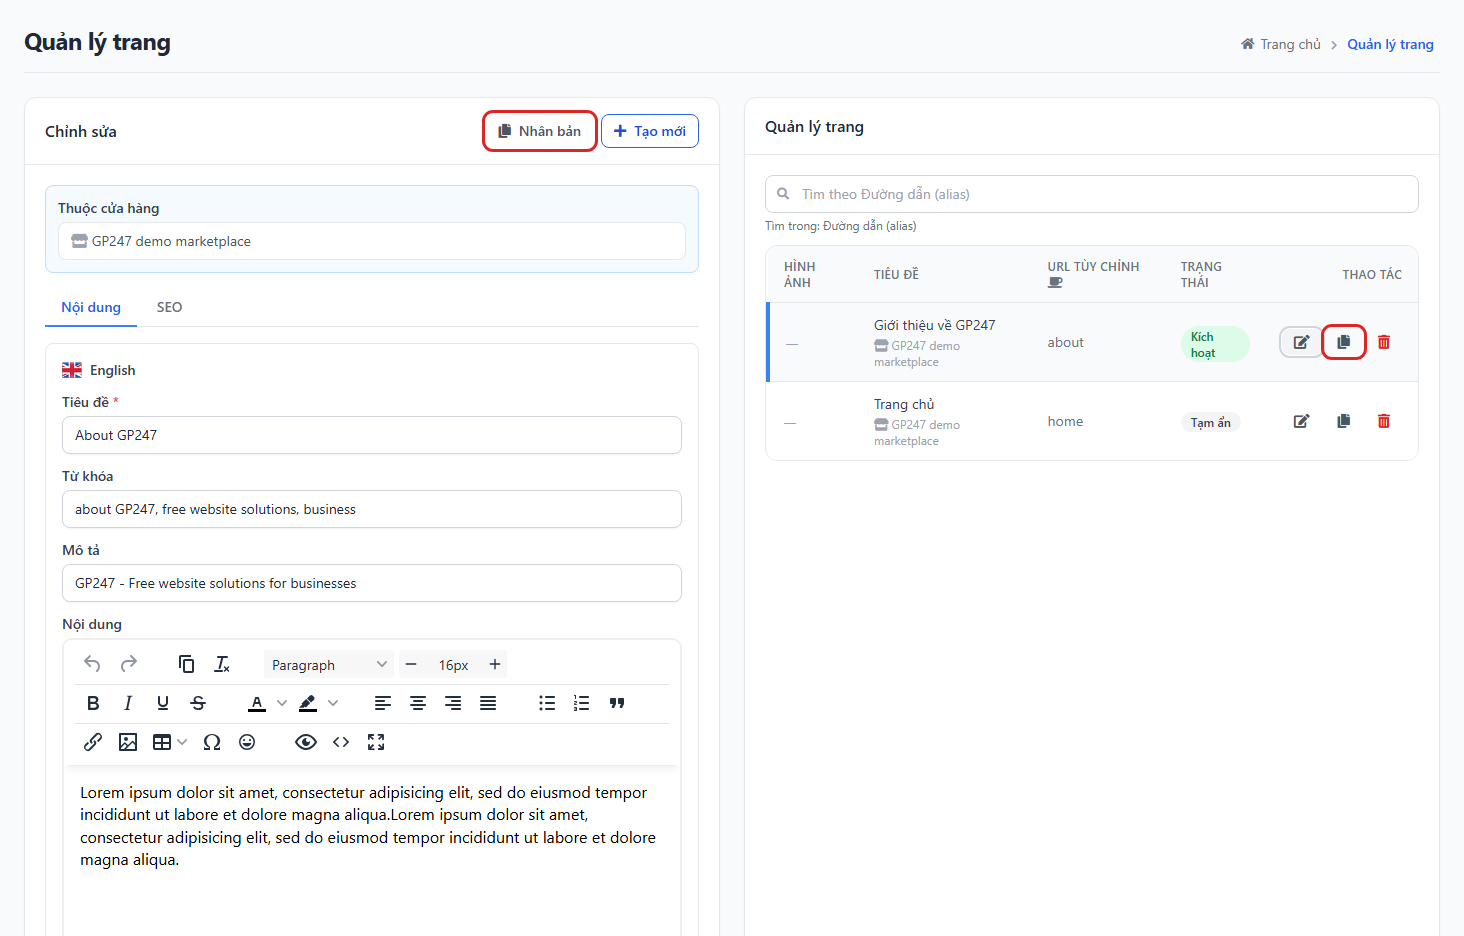 Quản lý trang
Trang chủ
Quản lý trang
Chỉnh sửa
Nhân bản
Tạo mới
Thuộc cửa hàng
GP247 demo marketplace
Nội dung
SEO
English
Tiêu đề *
About GP247
Từ khóa
about GP247, free website solutions, business
Mô tả
GP247 - Free website solutions for businesses
Nội dung
Paragraph
16px
Lorem ipsum dolor sit amet, consectetur adipisicing elit, sed do eiusmod tempor
incididunt ut labore et dolore magna aliqua.Lorem ipsum dolor sit amet,
consectetur adipisicing elit, sed do eiusmod tempor incididunt ut labore et dolore
magna aliqua.
Quản lý trang
Tìm theo Đường dẫn (alias)
Tìm trong: Đường dẫn (alias)
HÌNH
ẢNH
TIÊU ĐỀ
URL TÙY CHỈNH
TRẠNG
THÁI
THAO TÁC
—
Giới thiệu về GP247
GP247 demo
marketplace
about
Kích
hoạt
—
Trang chủ
GP247 demo
marketplace
home
Tạm ẩn